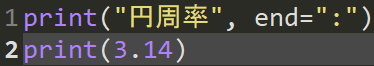 1 print("円周率", end=":")
2 print(3.14)